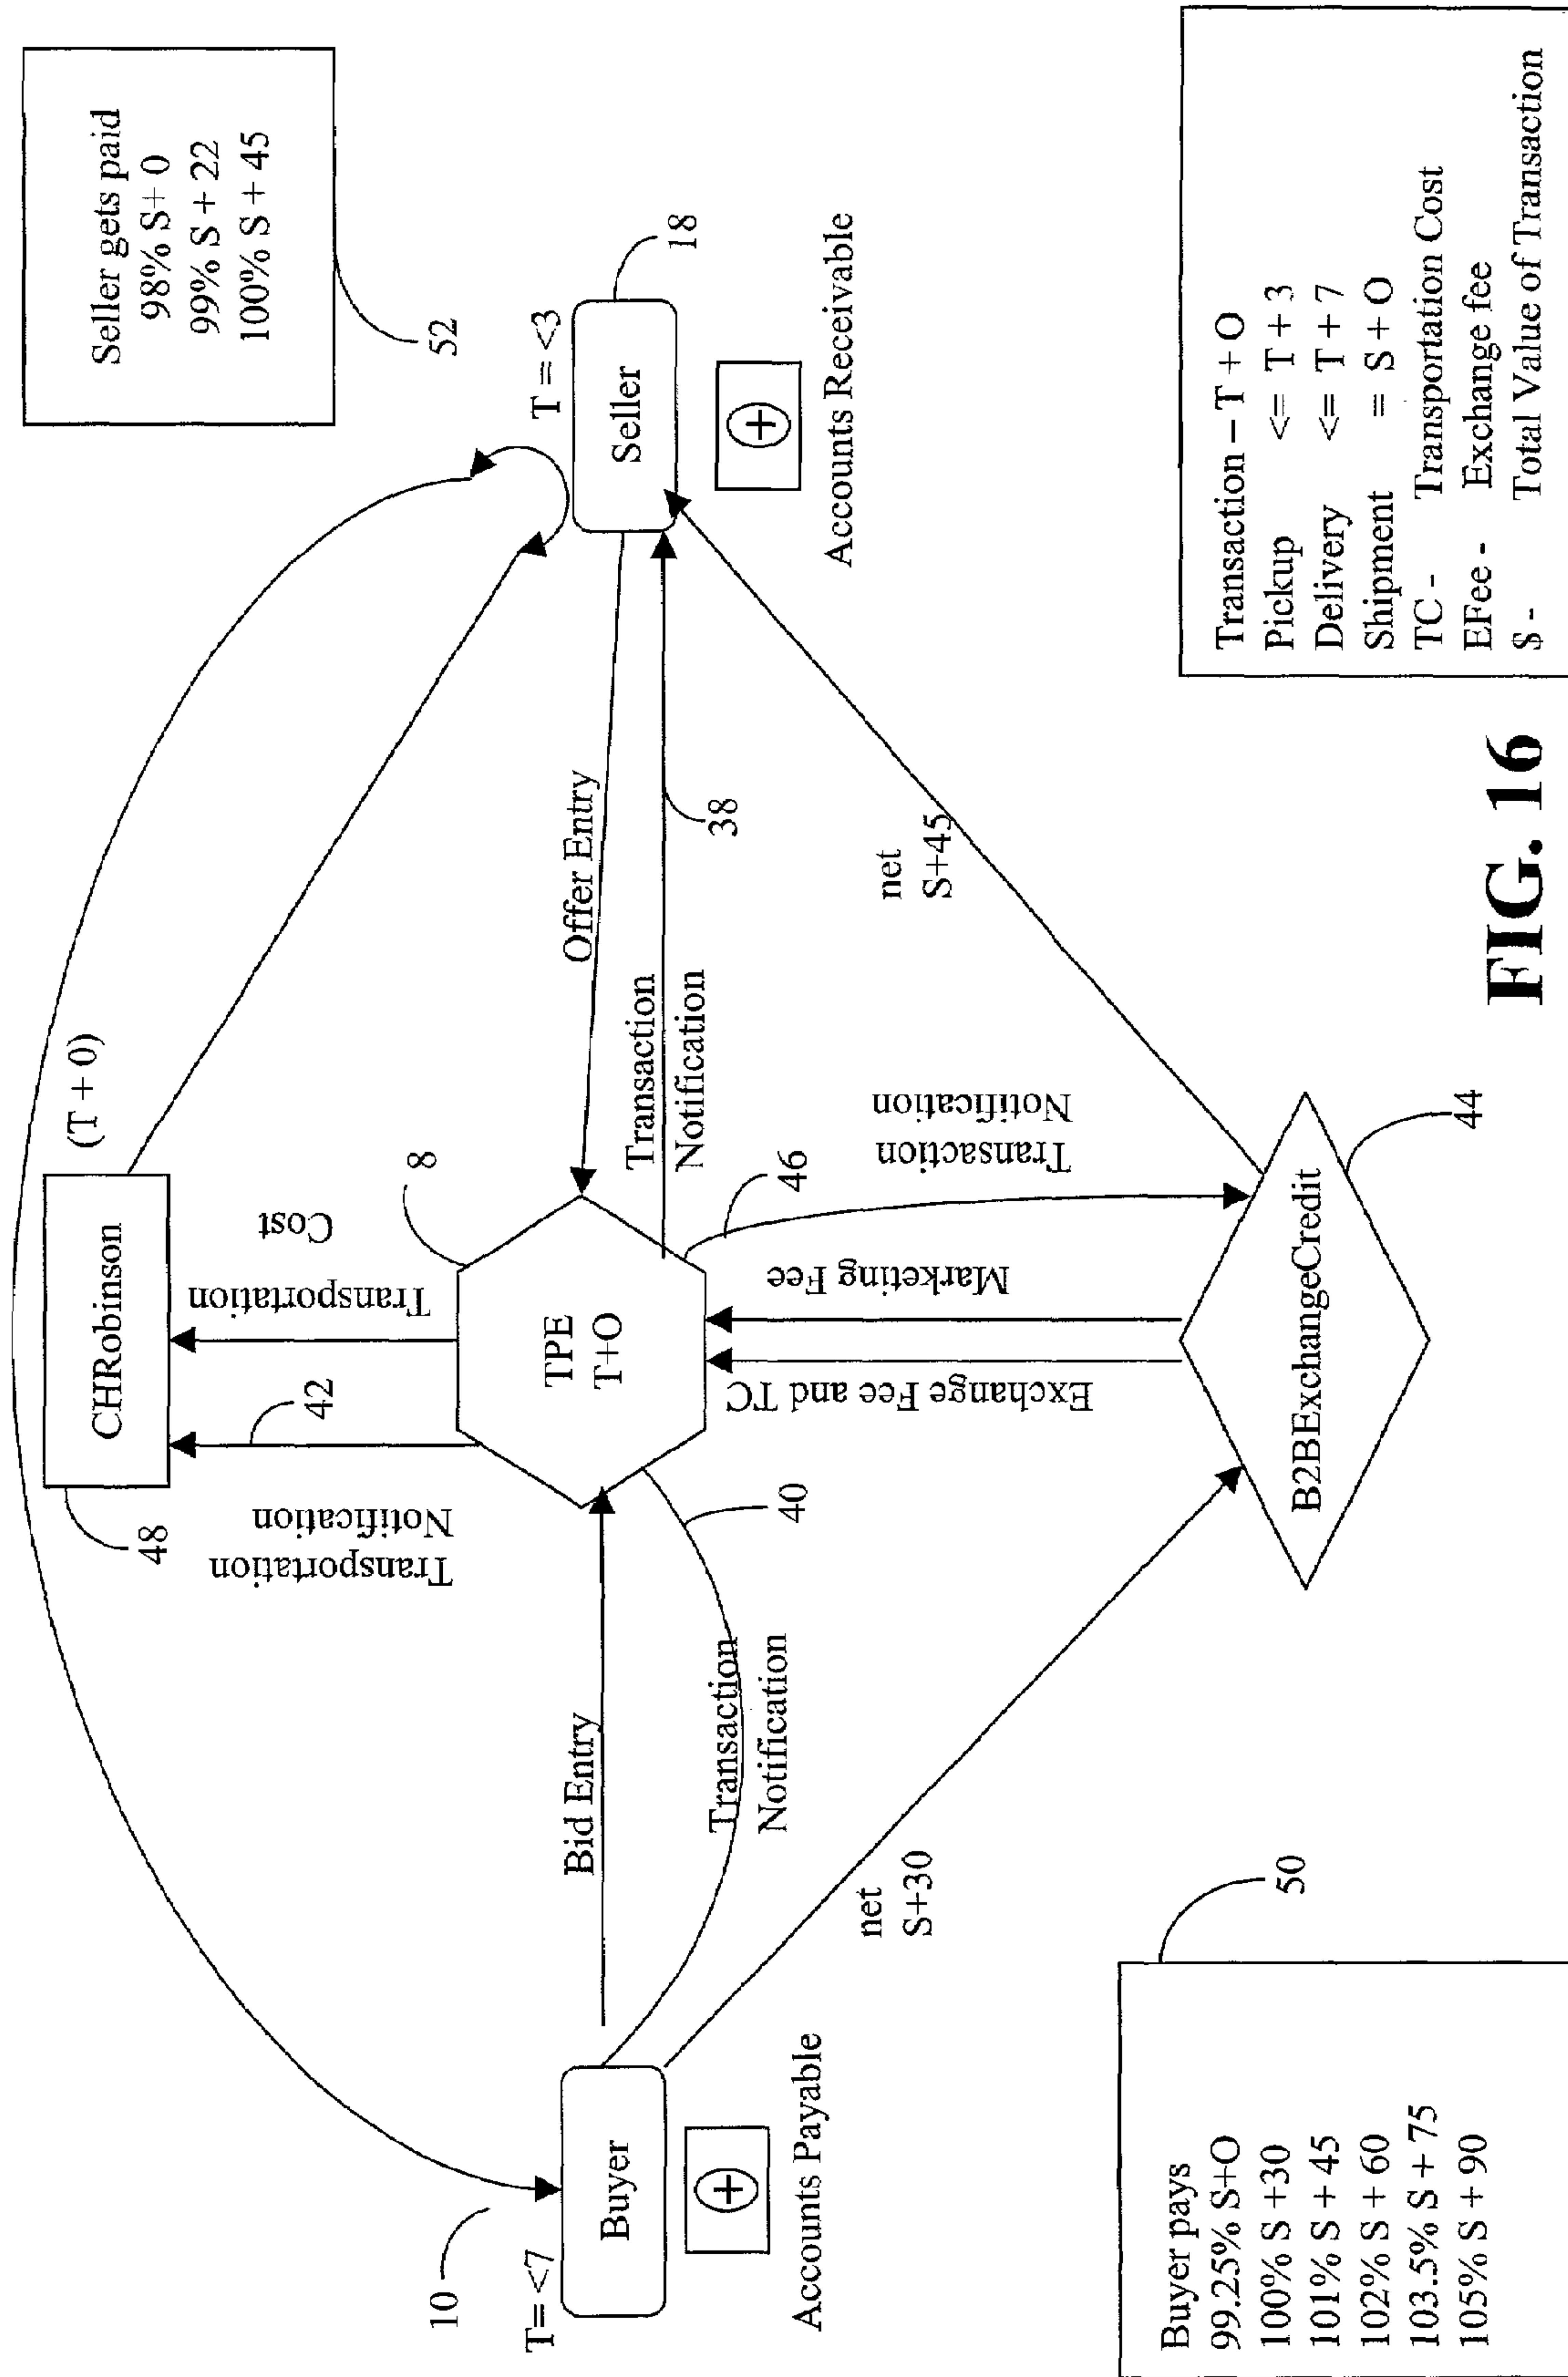 CHRobinson
(T + 0)
48
Transportation
Notification
42
Transportation
Cost
Seller gets paid
98% S+ 0
99% S + 22
100% S + 45
52
10
T= <7
Buyer
Accounts Payable
Bid Entry
Transaction
Notification
40
TPE
T+O
8
Offer Entry
Transaction
Notification
38
T = <3
Seller
18
Accounts Receivable
net
S+30
Exchange Fee and TC
Marketing Fee
46
Transaction
Notification
net
S+45
B2BExchangeCredit
44
Buyer pays
99.25% S+O
100% S +30
101% S + 45
102% S + 60
103.5% S + 75
105% S + 90
50
Transaction – T + O
Pickup <= T + 3
Delivery <= T + 7
Shipment = S + O
TC - Transportation Cost
EFee - Exchange fee
$ - Total Value of Transaction
FIG. 16